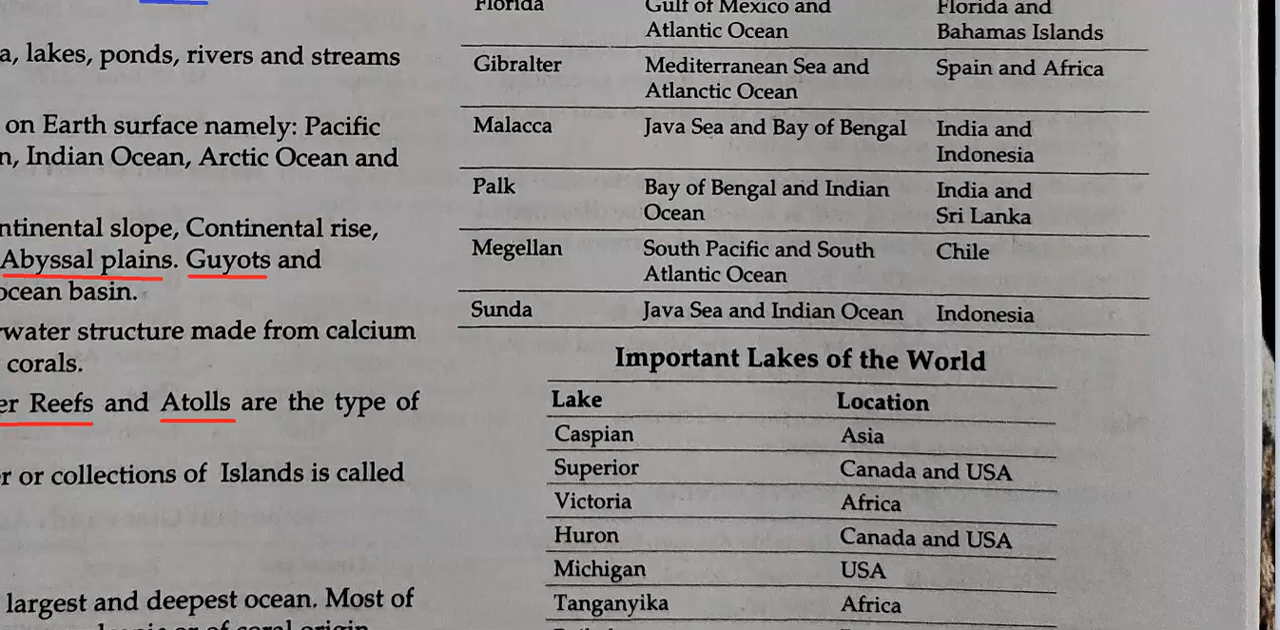 a, lakes, ponds, rivers and streams
on Earth surface namely: Pacific
n, Indian Ocean, Arctic Ocean and
ntinental slope, Continental rise,
Abyssal plains. Guyots and
ocean basin.
water structure made from calcium
corals.
er Reefs and Atolls are the type of
r or collections of Islands is called
largest and deepest ocean. Most of
of coral origin
Florida Gulf of Mexico and Florida and
Atlantic Ocean Bahamas Islands
Gibralter Mediterranean Sea and Spain and Africa
Atlanctic Ocean
Malacca Java Sea and Bay of Bengal India and
Indonesia
Palk Bay of Bengal and Indian India and
Ocean Sri Lanka
Megellan South Pacific and South Chile
Atlantic Ocean
Sunda Java Sea and Indian Ocean Indonesia
Important Lakes of the World
Lake Location
Caspian Asia
Superior Canada and USA
Victoria Africa
Huron Canada and USA
Michigan USA
Tanganyika Africa